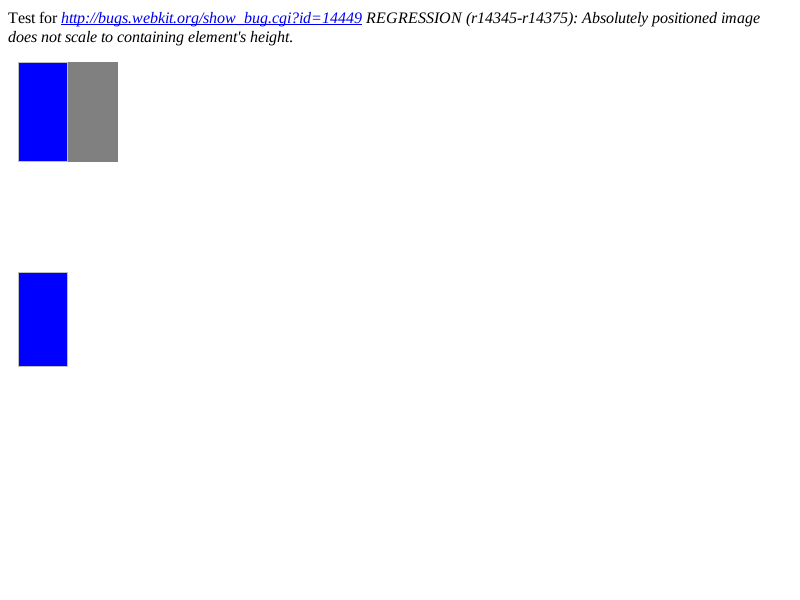 Test for http://bugs.webkit.org/show_bug.cgi?id=14449 REGRESSION (r14345-r14375): Absolutely positioned image
does not scale to containing element's height.